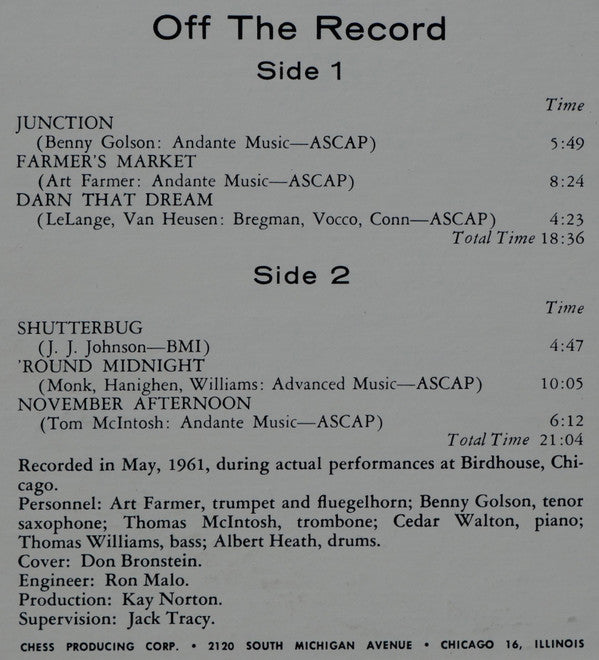 Off The Record
Side 1
Time
JUNCTION
(Benny Golson: Andante Music—ASCAP) 5:49
FARMER'S MARKET
(Art Farmer: Andante Music—ASCAP) 8:24
DARN THAT DREAM
(LeLange, Van Heusen: Bregman, Vocco, Conn—ASCAP) 4:23
Total Time 18:36
Side 2
Time
SHUTTERBUG
(J. J. Johnson—BMI) 4:47
'ROUND MIDNIGHT
(Monk, Hanighen, Williams: Advanced Music—ASCAP) 10:05
NOVEMBER AFTERNOON
(Tom McIntosh: Andante Music—ASCAP) 6:12
Total Time 21:04
Recorded in May, 1961, during actual performances at Birdhouse, Chi-
cago.
Personnel: Art Farmer, trumpet and fluegelhorn; Benny Golson, tenor
saxophone; Thomas McIntosh, trombone; Cedar Walton, piano;
Thomas Williams, bass; Albert Heath, drums.
Cover: Don Bronstein.
Engineer: Ron Malo.
Production: Kay Norton.
Supervision: Jack Tracy.
CHESS PRODUCING CORP. • 2120 SOUTH MICHIGAN AVENUE • CHICAGO 16, ILLINOIS